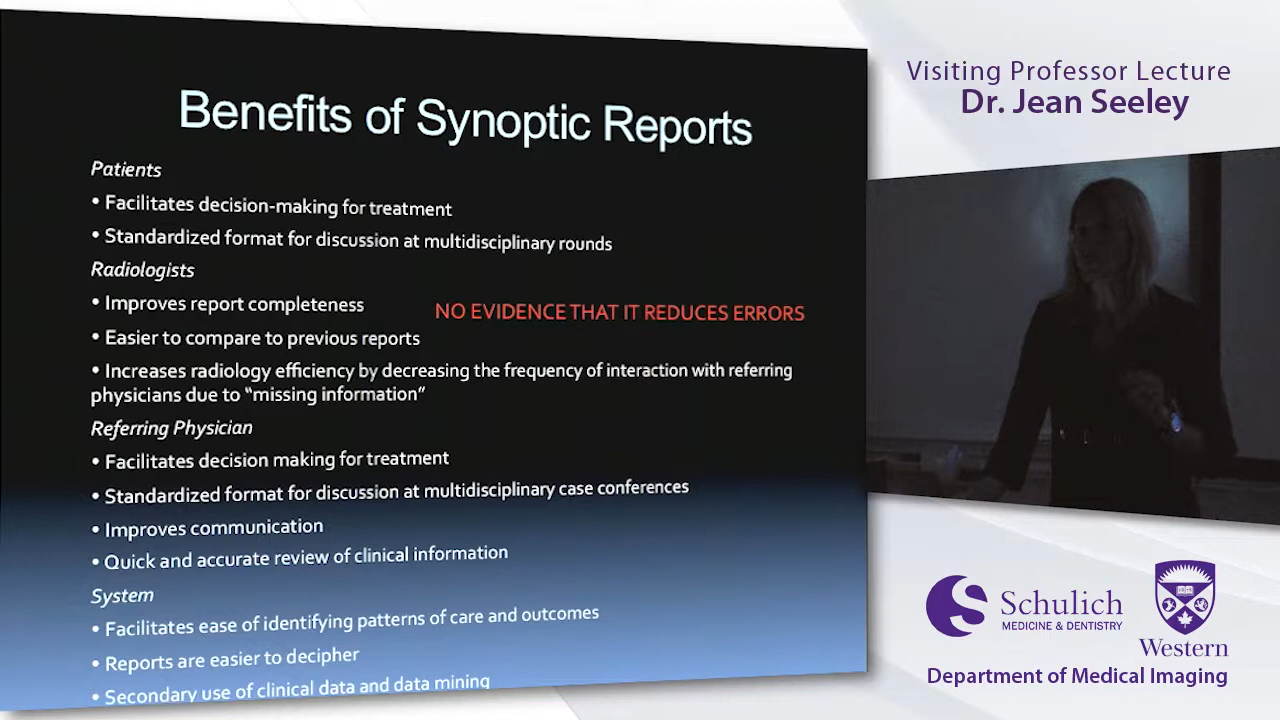 Benefits of Synoptic Reports
Patients
• Facilitates decision-making for treatment
• Standardized format for discussion at multidisciplinary rounds
Radiologists
• Improves report completeness
NO EVIDENCE THAT IT REDUCES ERRORS
• Easier to compare to previous reports
• Increases radiology efficiency by decreasing the frequency of interaction with referring
physicians due to “missing information”
Referring Physician
• Facilitates decision making for treatment
• Standardized format for discussion at multidisciplinary case conferences
• Improves communication
• Quick and accurate review of clinical information
System
• Facilitates ease of identifying patterns of care and outcomes
• Reports are easier to decipher
• Secondary use of clinical data and data mining
Visiting Professor Lecture
Dr. Jean Seeley
Schulich
MEDICINE & DENTISTRY
Western
Department of Medical Imaging